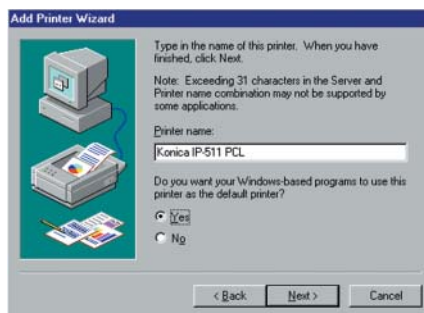 Add Printer Wizard
Type in the name of this printer. When you have
finished, click Next.
Note: Exceeding 31 characters in the Server and
Printer name combination may not be supported by
some applications.
Printer name:
Konica IP-511 PCL
Do you want your Windows-based programs to use this
printer as the default printer?
Yes
No
< Back
Next >
Cancel